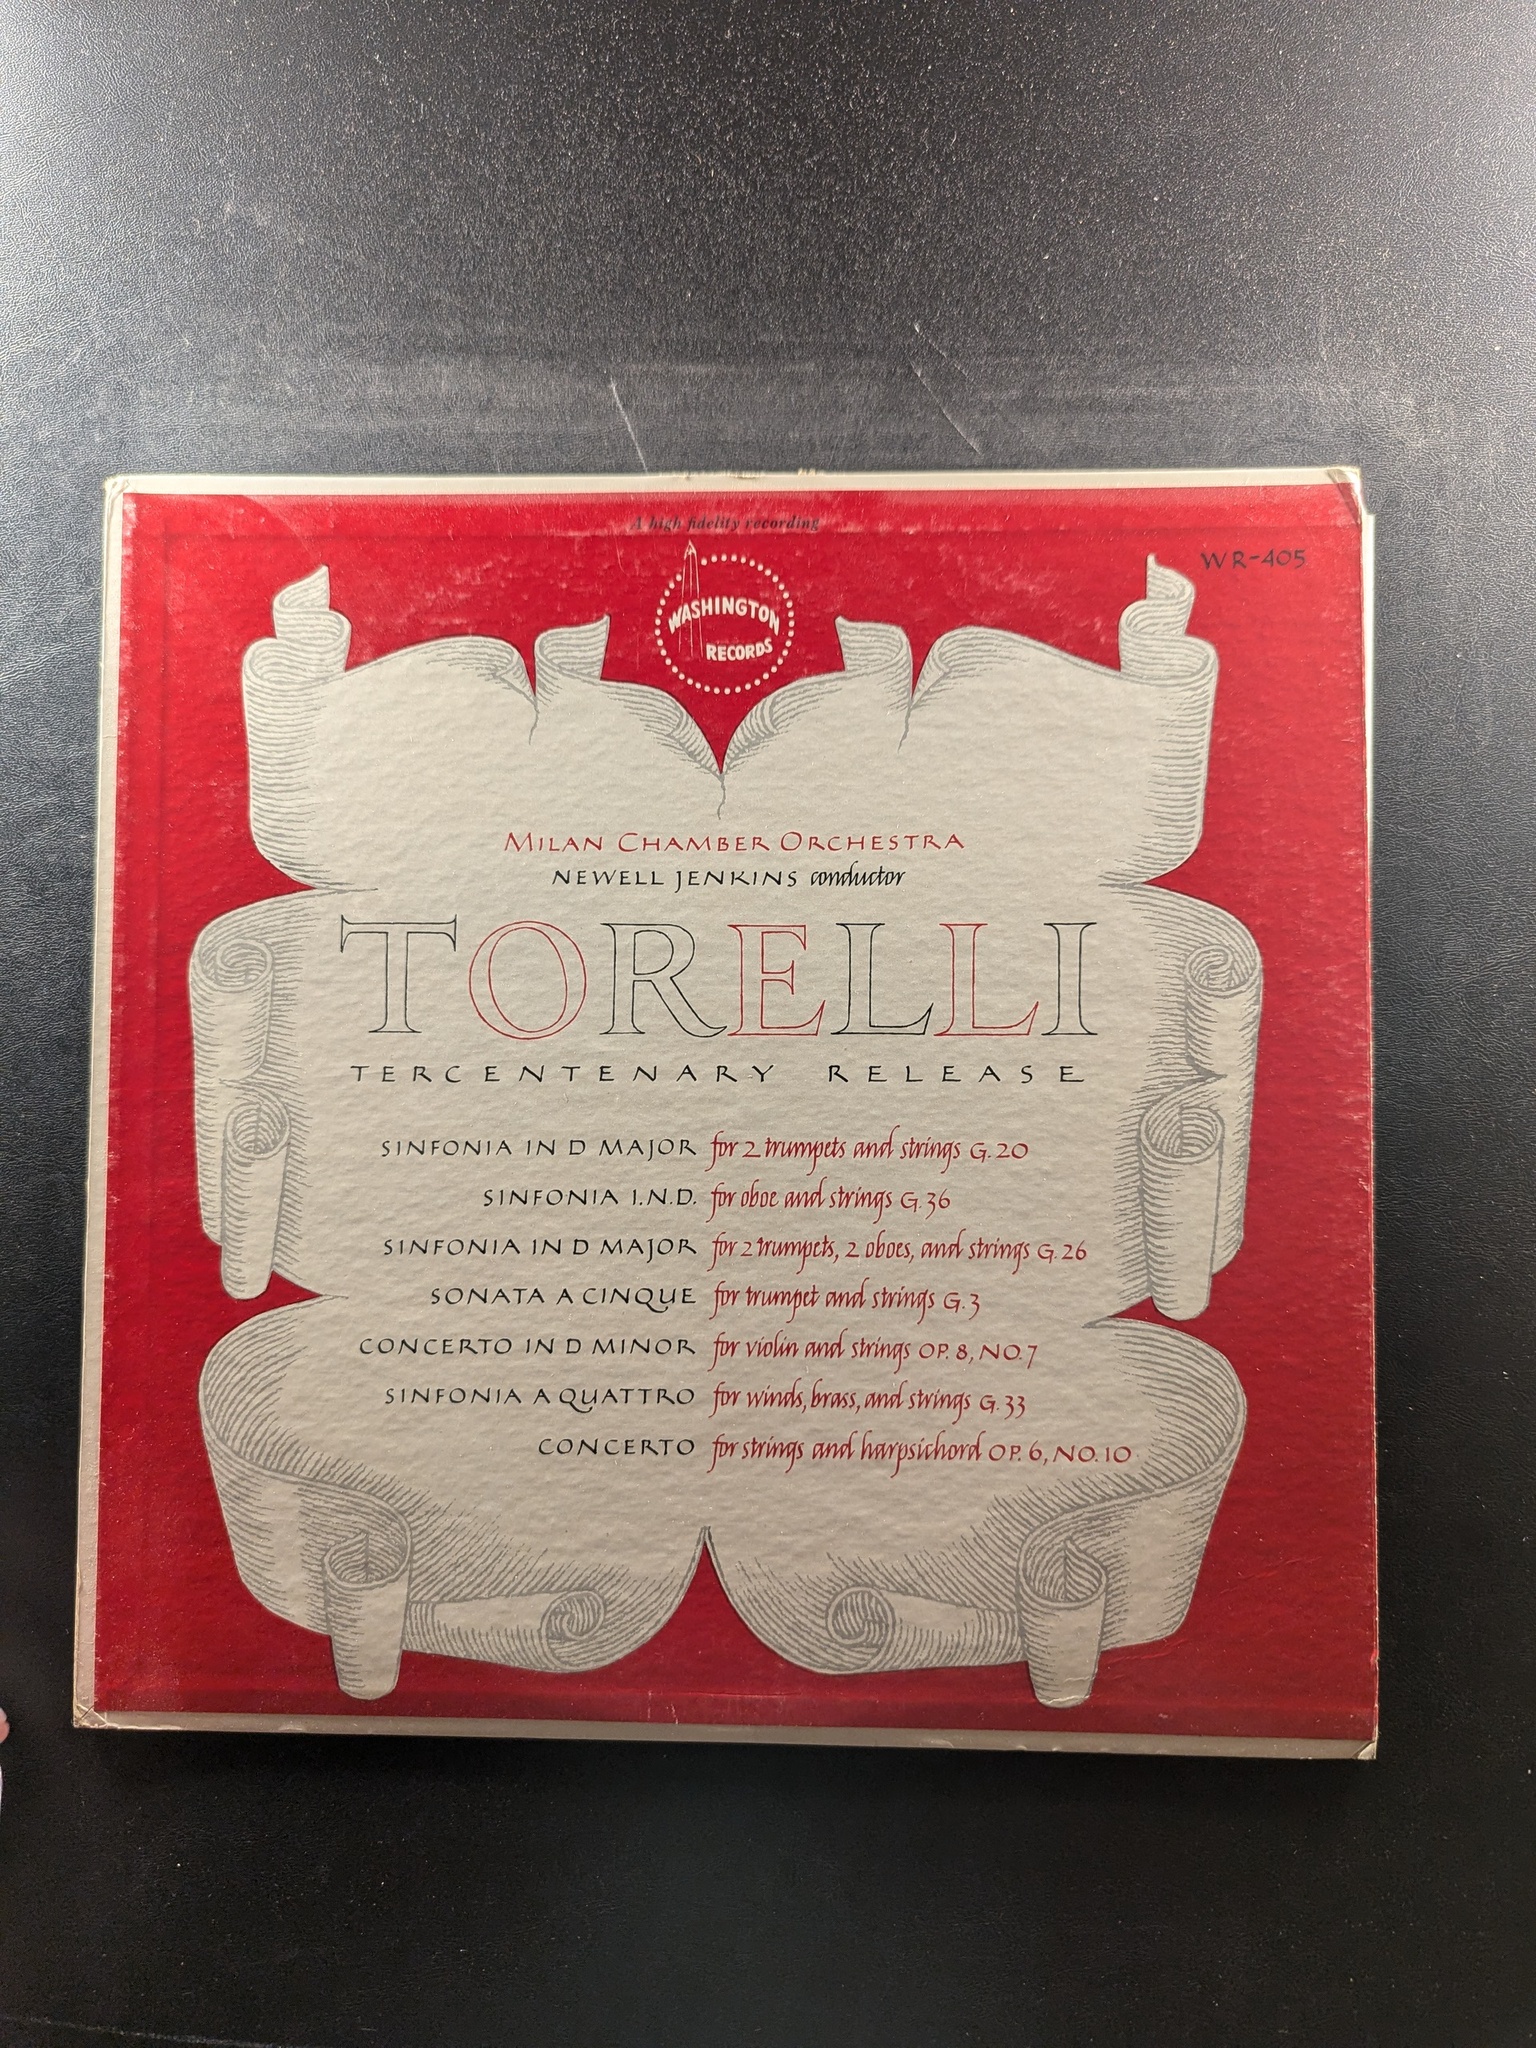 A high fidelity recording
WR-405
WASHINGTON
RECORDS
MILAN CHAMBER ORCHESTRA
NEWELL JENKINS conductor
TORELLI
TERCENTENARY RELEASE
SINFONIA IN D MAJOR for 2 trumpets and strings G. 20
SINFONIA I.N.D. for oboe and strings G. 36
SINFONIA IN D MAJOR for 2 trumpets, 2 oboes, and strings G. 26
SONATA A CINQUE for trumpet and strings G. 3
CONCERTO IN D MINOR for violin and strings OP. 8, NO. 7
SINFONIA A QUATTRO for winds, brass, and strings G. 33
CONCERTO for strings and harpsichord OP. 6, NO. 10